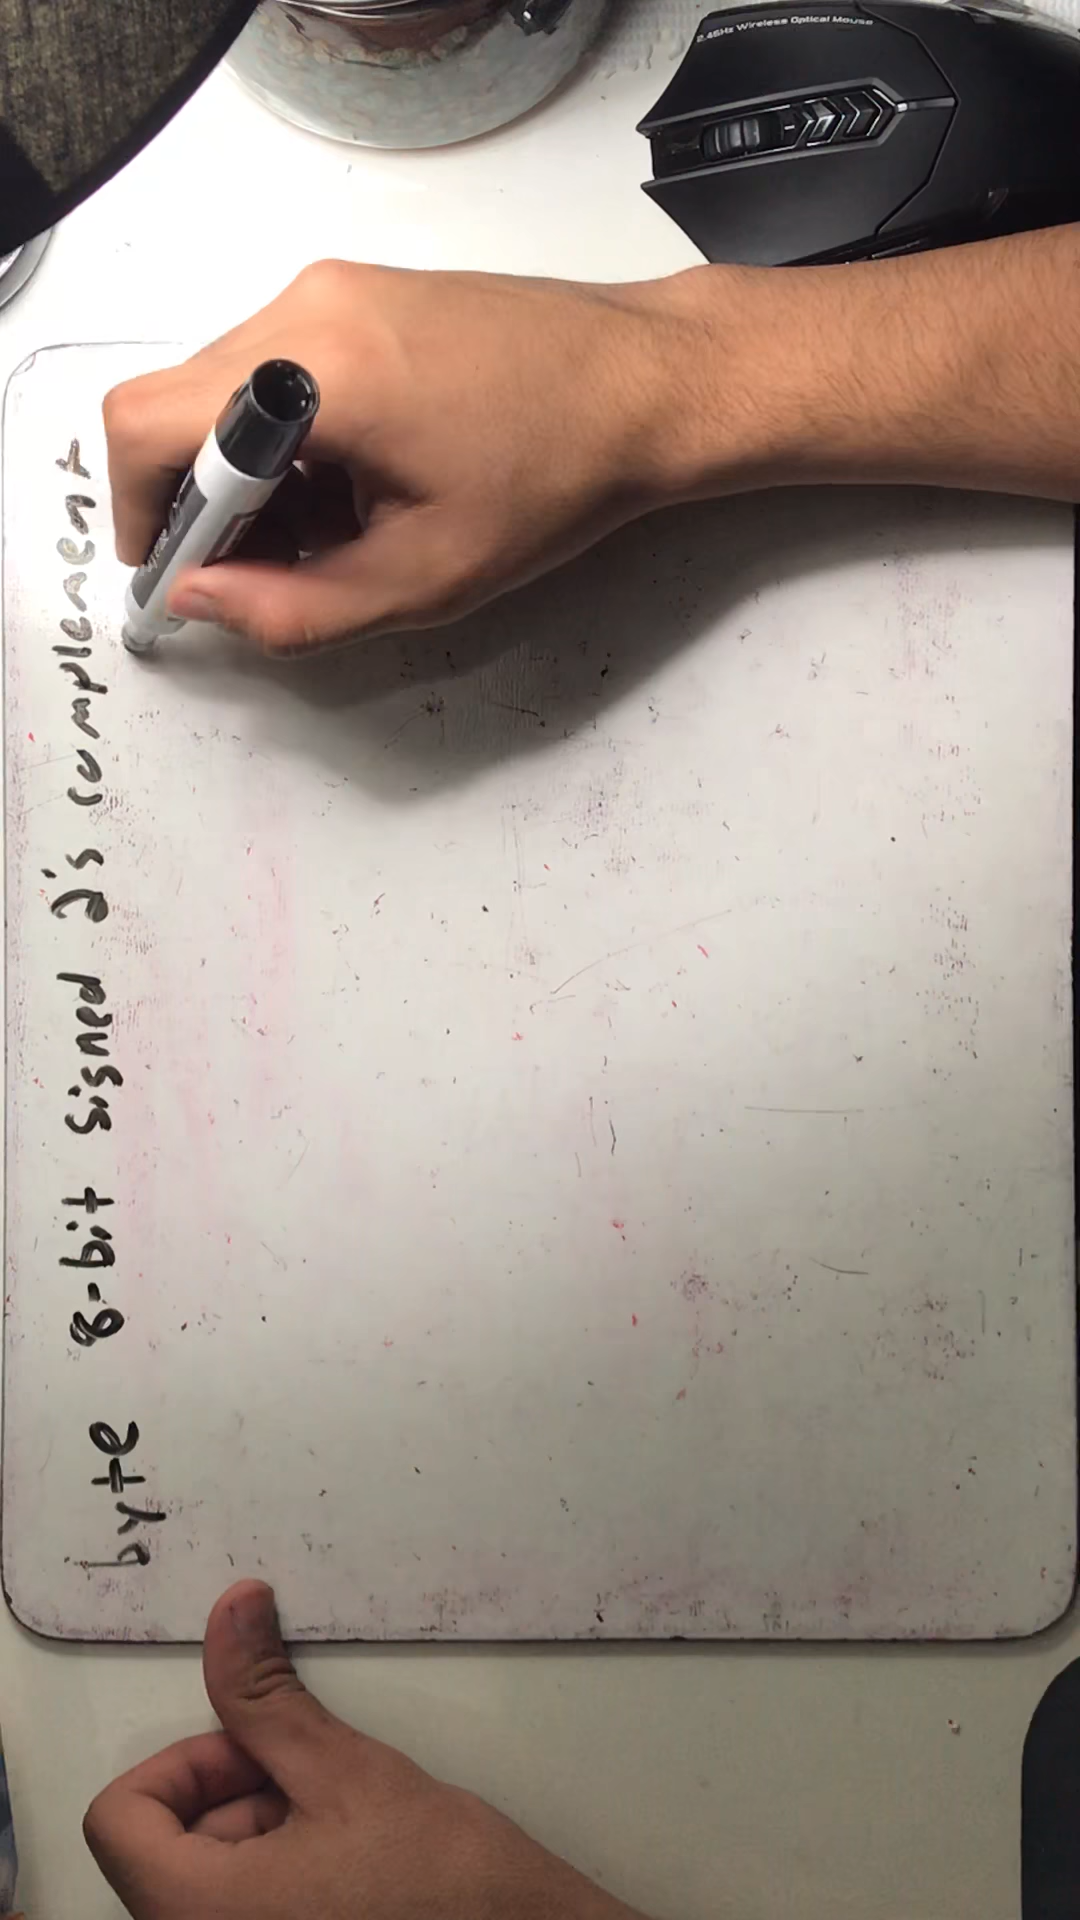 byte 8-bit signed 2's complement
2.4GHz Wireless Optical Mouse